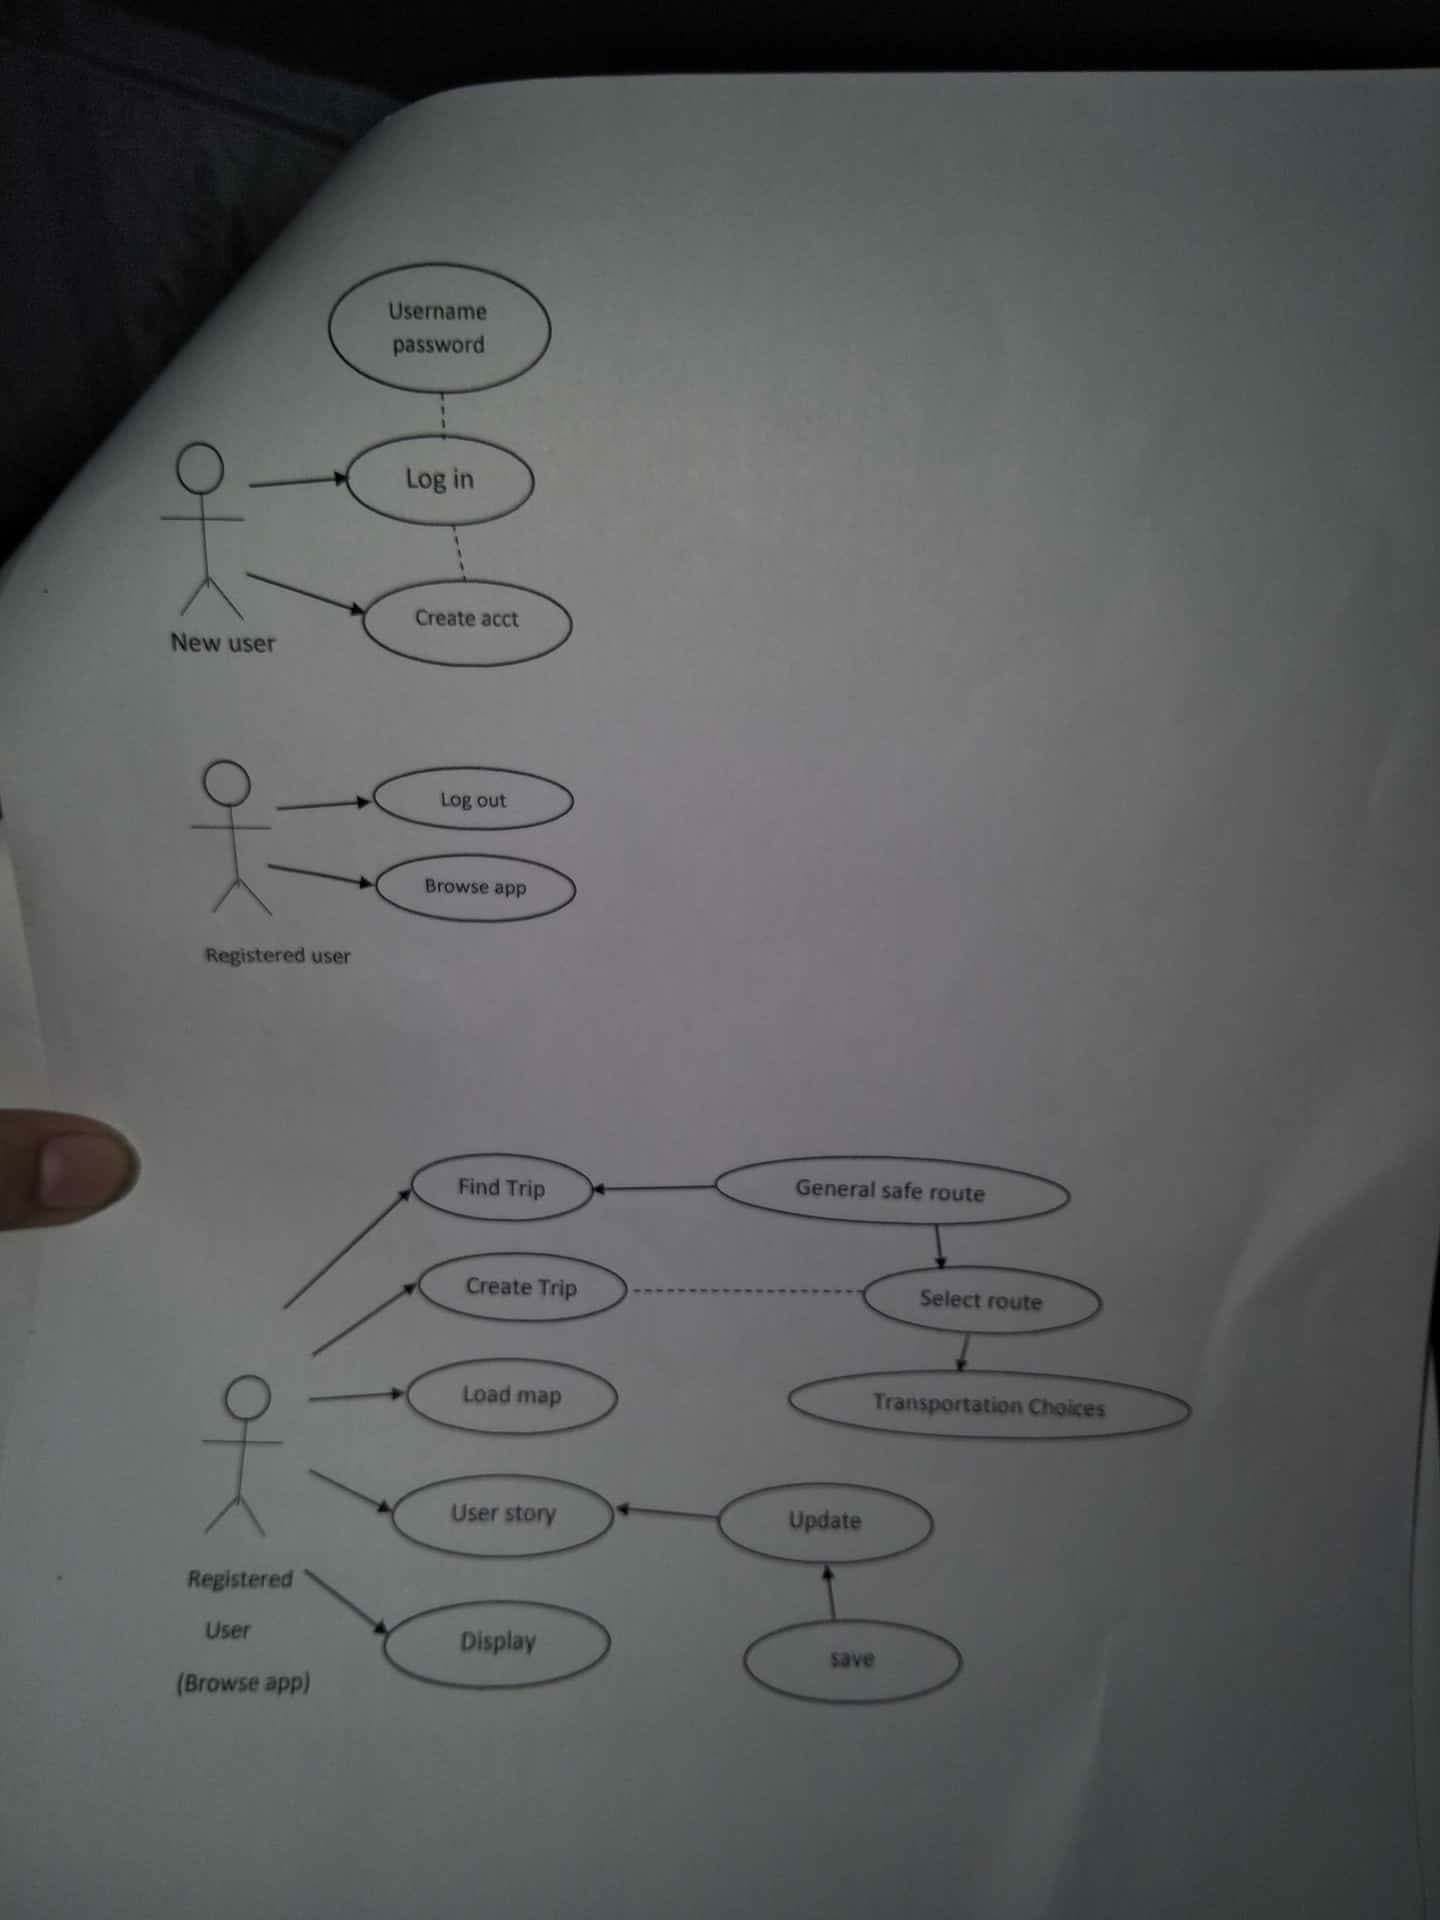 Username
password
Log in
Create acct
New user
Log out
Browse app
Registered user
Find Trip
General safe route
Create Trip
Select route
Load map
Transportation Choices
User story
Update
Registered
User
(Browse app)
Display
save